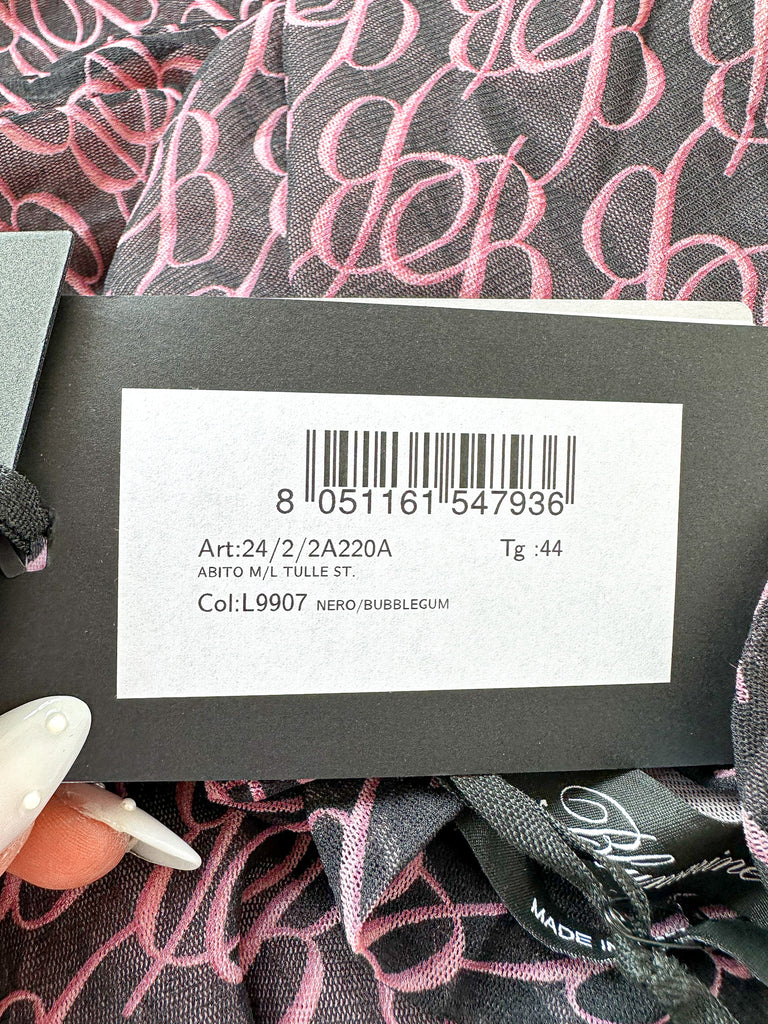 8 051161 547936
Art:24/2/2A220A Tg :44
ABITO M/L TULLE ST.
Col:L9907 NERO/BUBBLEGUM
MADE IN